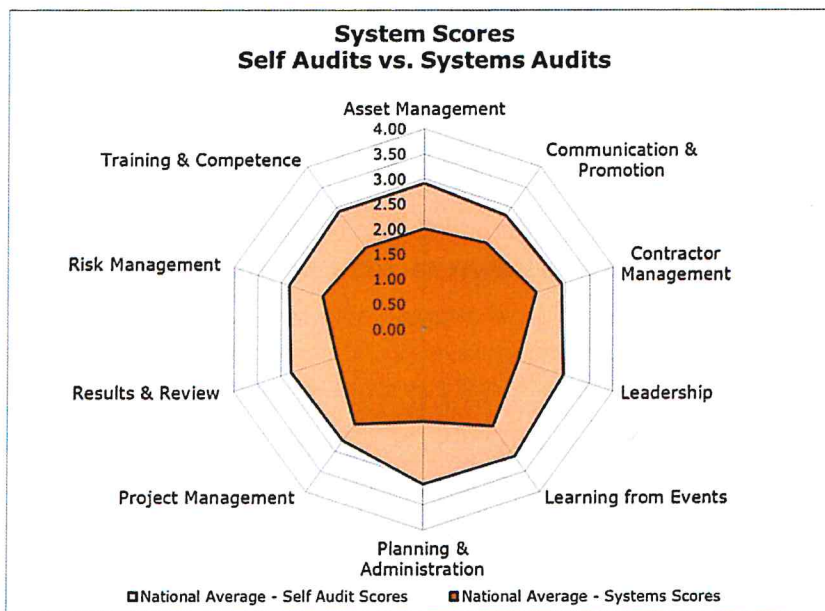 System Scores
Self Audits vs. Systems Audits
Asset Management
4.00
3.50
3.00
2.50
2.00
1.50
1.00
0.50
0.00
Communication &
Promotion
Contractor
Management
Leadership
Learning from Events
Planning &
Administration
Project Management
Results & Review
Risk Management
Training & Competence
National Average - Self Audit Scores
National Average - Systems Scores